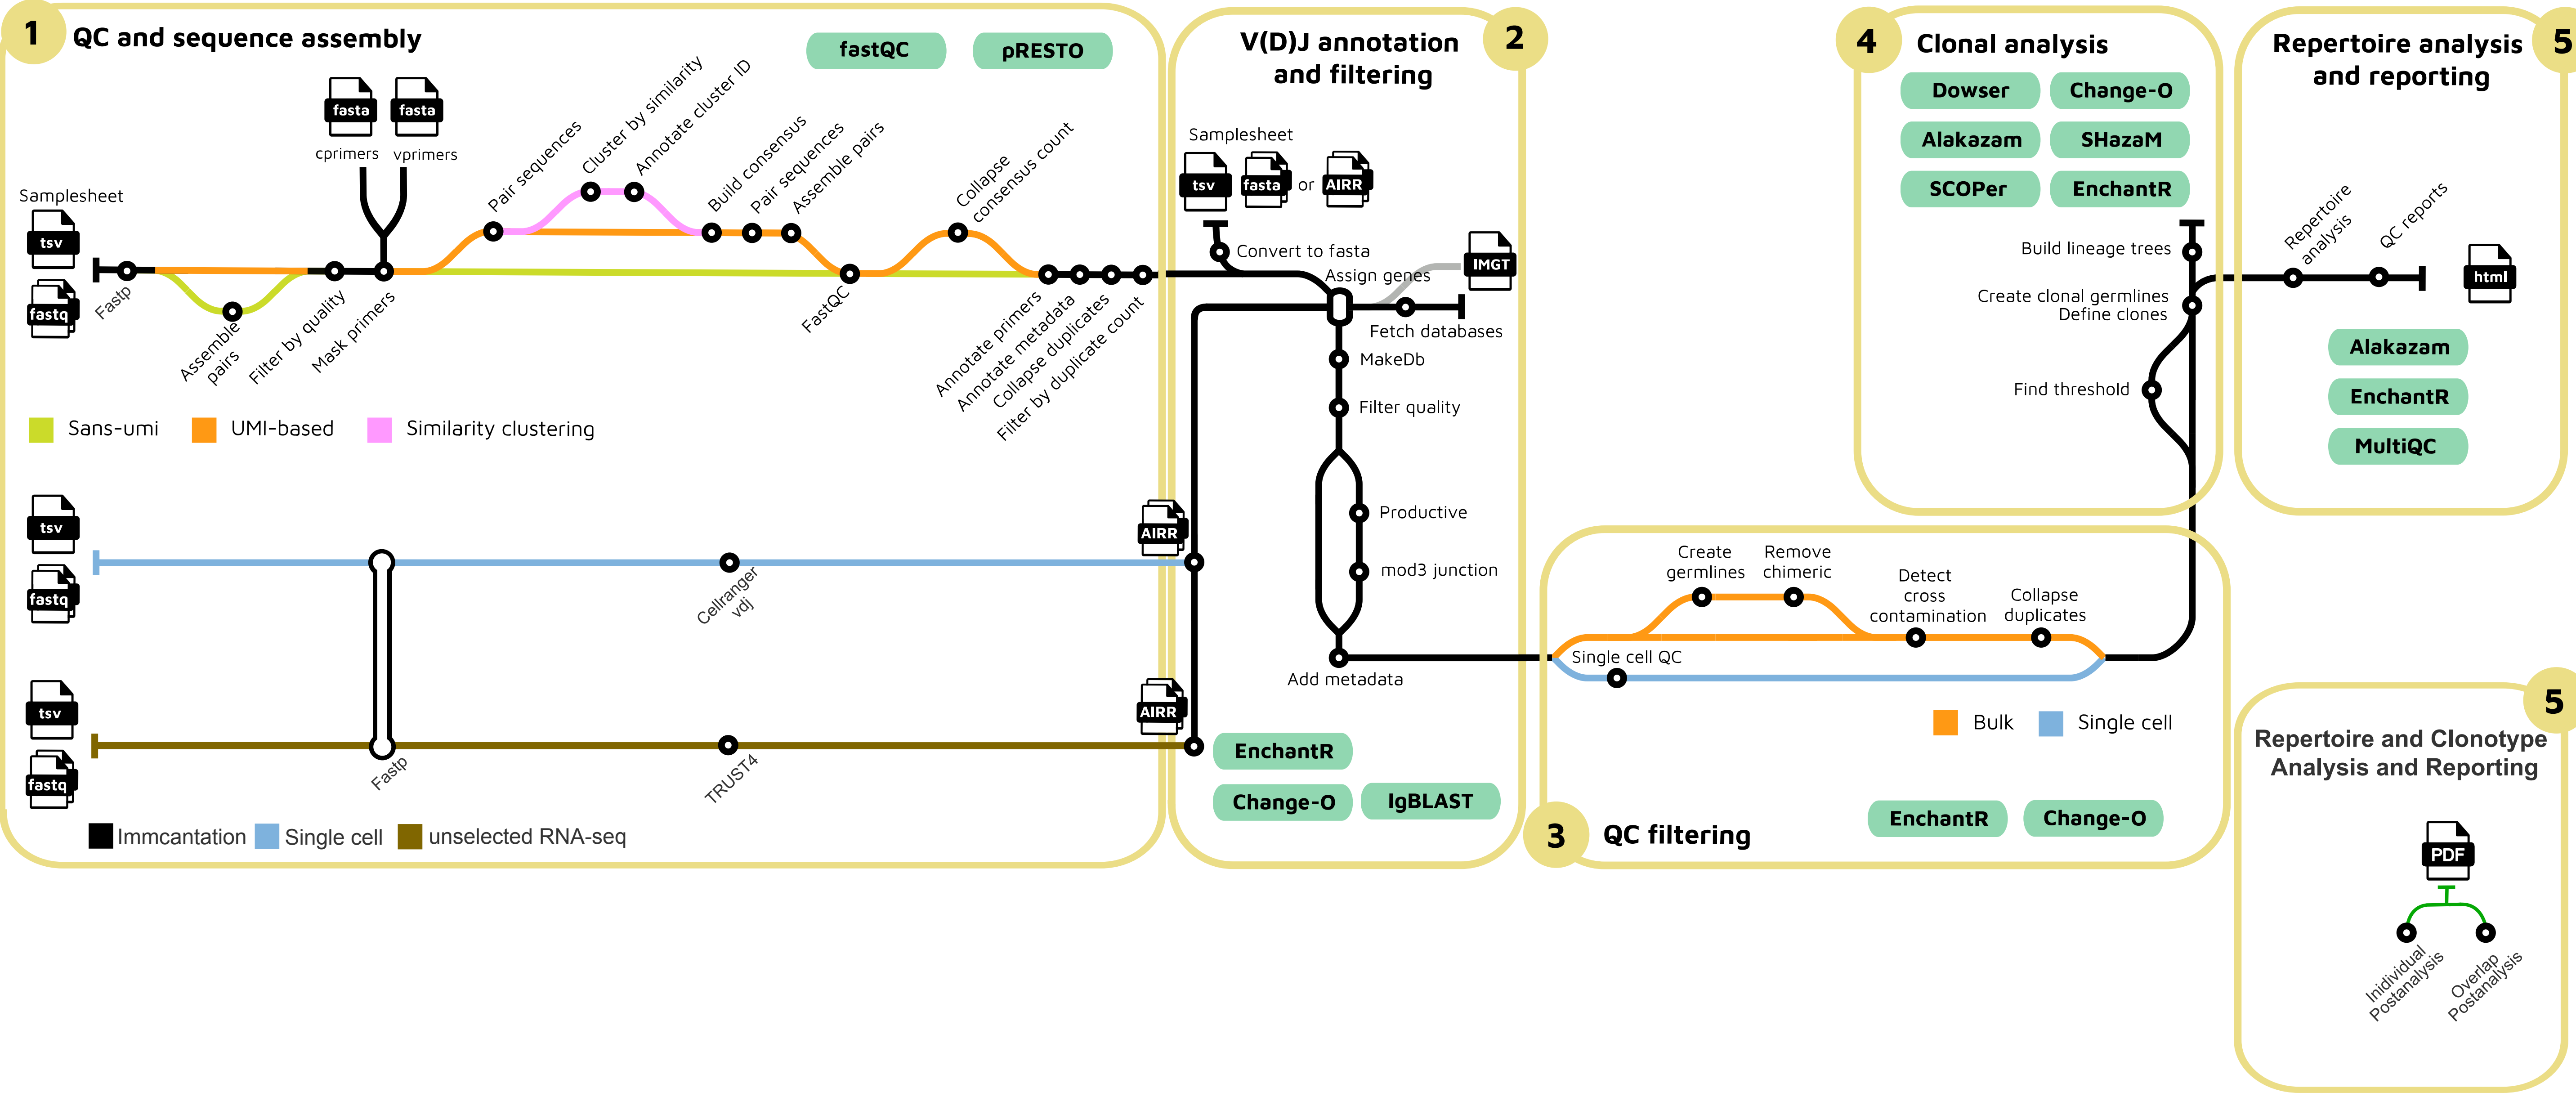 1
QC and sequence assembly
fastQC
pRESTO
fasta
fasta
cprimers
vprimers
Samplesheet
tsv
fastq
Fastp
Assemble
pairs
Filter by quality
Mask primers
Pair sequences
Cluster by similarity
Annotate cluster ID
Build consensus
Pair sequences
Assemble pairs
FastQC
Collapse
consensus count
Annotate primers
Annotate metadata
Collapse duplicates
Filter by duplicate count
Sans-umi
UMI-based
Similarity clustering
tsv
fastq
Cellranger
vdj
AIRR
tsv
fastq
Fastp
TRUST4
AIRR
Immcantation
Single cell
unselected RNA-seq
2
V(D)J annotation
and filtering
Samplesheet
tsv
fasta
or
AIRR
Convert to fasta
Assign genes
IMGT
Fetch databases
MakeDb
Filter quality
Productive
mod3 junction
Add metadata
EnchantR
Change-O
IgBLAST
3
QC filtering
Create
germlines
Remove
chimeric
Detect
cross
contamination
Collapse
duplicates
Single cell QC
Bulk
Single cell
EnchantR
Change-O
4
Clonal analysis
Dowser
Change-O
Alakazam
SHazaM
SCOPer
EnchantR
Build lineage trees
Create clonal germlines
Define clones
Find threshold
5
Repertoire analysis
and reporting
Repertoire
analysis
QC reports
html
Alakazam
EnchantR
MultiQC
5
Repertoire and Clonotype
Analysis and Reporting
PDF
Inidividual
Postanalysis
Overlap
Postanalysis